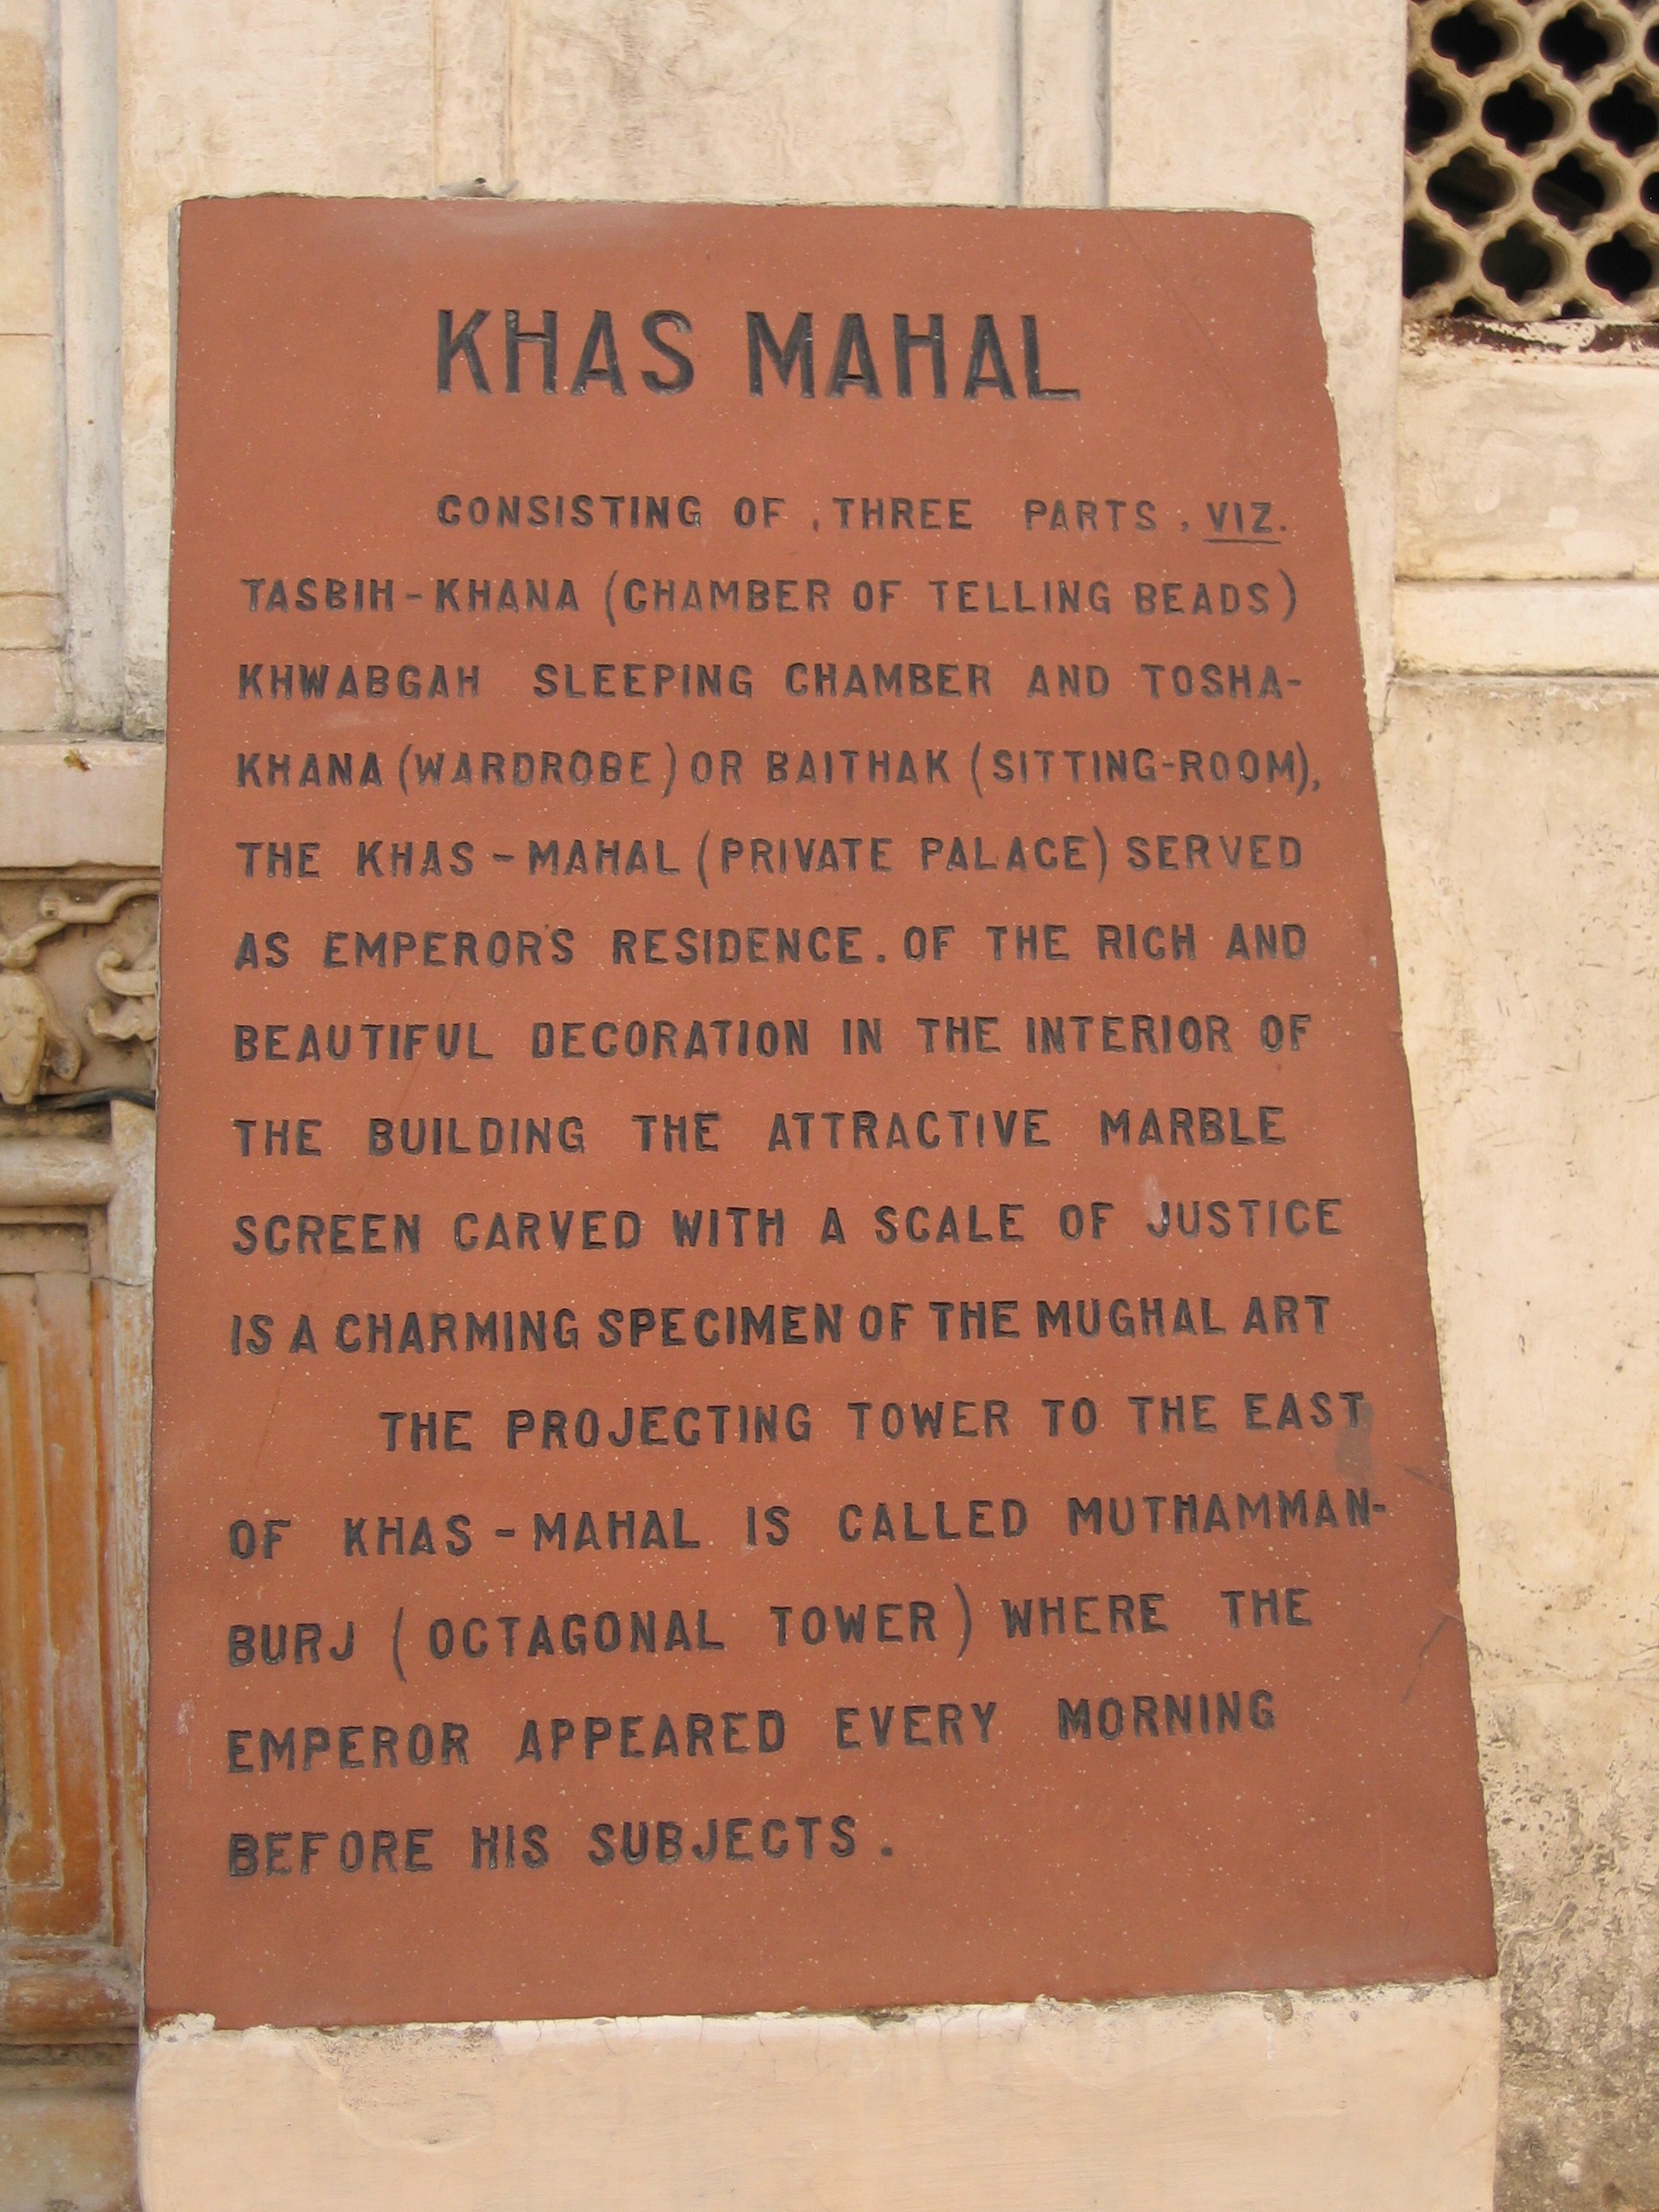 KHAS MAHAL
CONSISTING OF , THREE PARTS , VIZ.
TASBIH-KHANA (CHAMBER OF TELLING BEADS)
KHWABGAH SLEEPING CHAMBER AND TOSHA-
KHANA (WARDROBE) OR BAITHAK (SITTING-ROOM),
THE KHAS-MAHAL (PRIVATE PALACE) SERVED
AS EMPEROR'S RESIDENCE. OF THE RICH AND
BEAUTIFUL DECORATION IN THE INTERIOR OF
THE BUILDING THE ATTRACTIVE MARBLE
SCREEN CARVED WITH A SCALE OF JUSTICE
IS A CHARMING SPECIMEN OF THE MUGHAL ART
THE PROJECTING TOWER TO THE EAST
OF KHAS-MAHAL IS CALLED MUTHAMMAN-
BURJ (OCTAGONAL TOWER) WHERE THE
EMPEROR APPEARED EVERY MORNING
BEFORE HIS SUBJECTS.